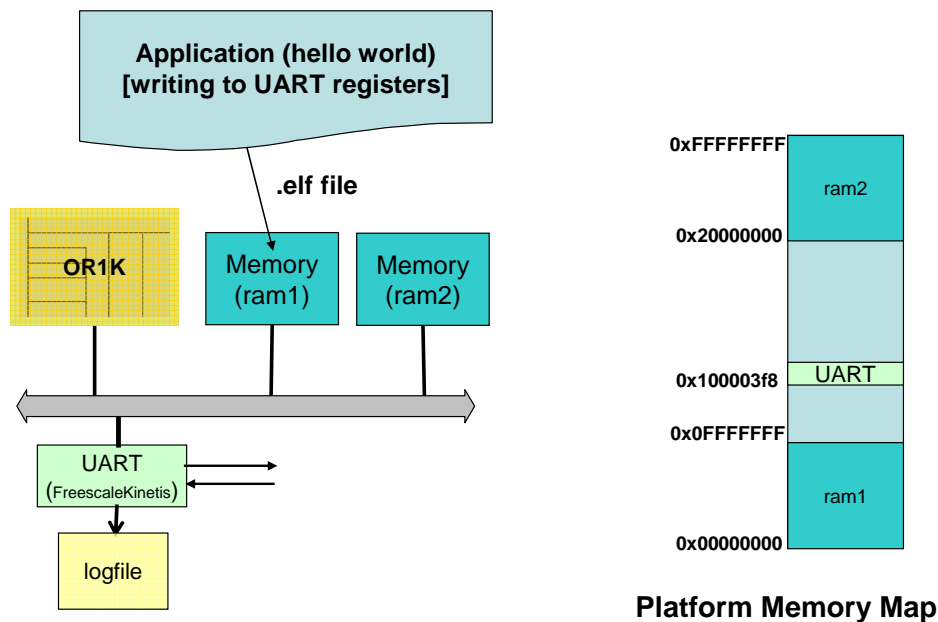 Application (hello world)
[writing to UART registers]
.elf file
OR1K
Memory
(ram1)
Memory
(ram2)
UART
(FreescaleKinetis)
logfile
0xFFFFFFFF
ram2
0x20000000
0x100003f8
UART
0x0FFFFFFF
ram1
0x00000000
Platform Memory Map